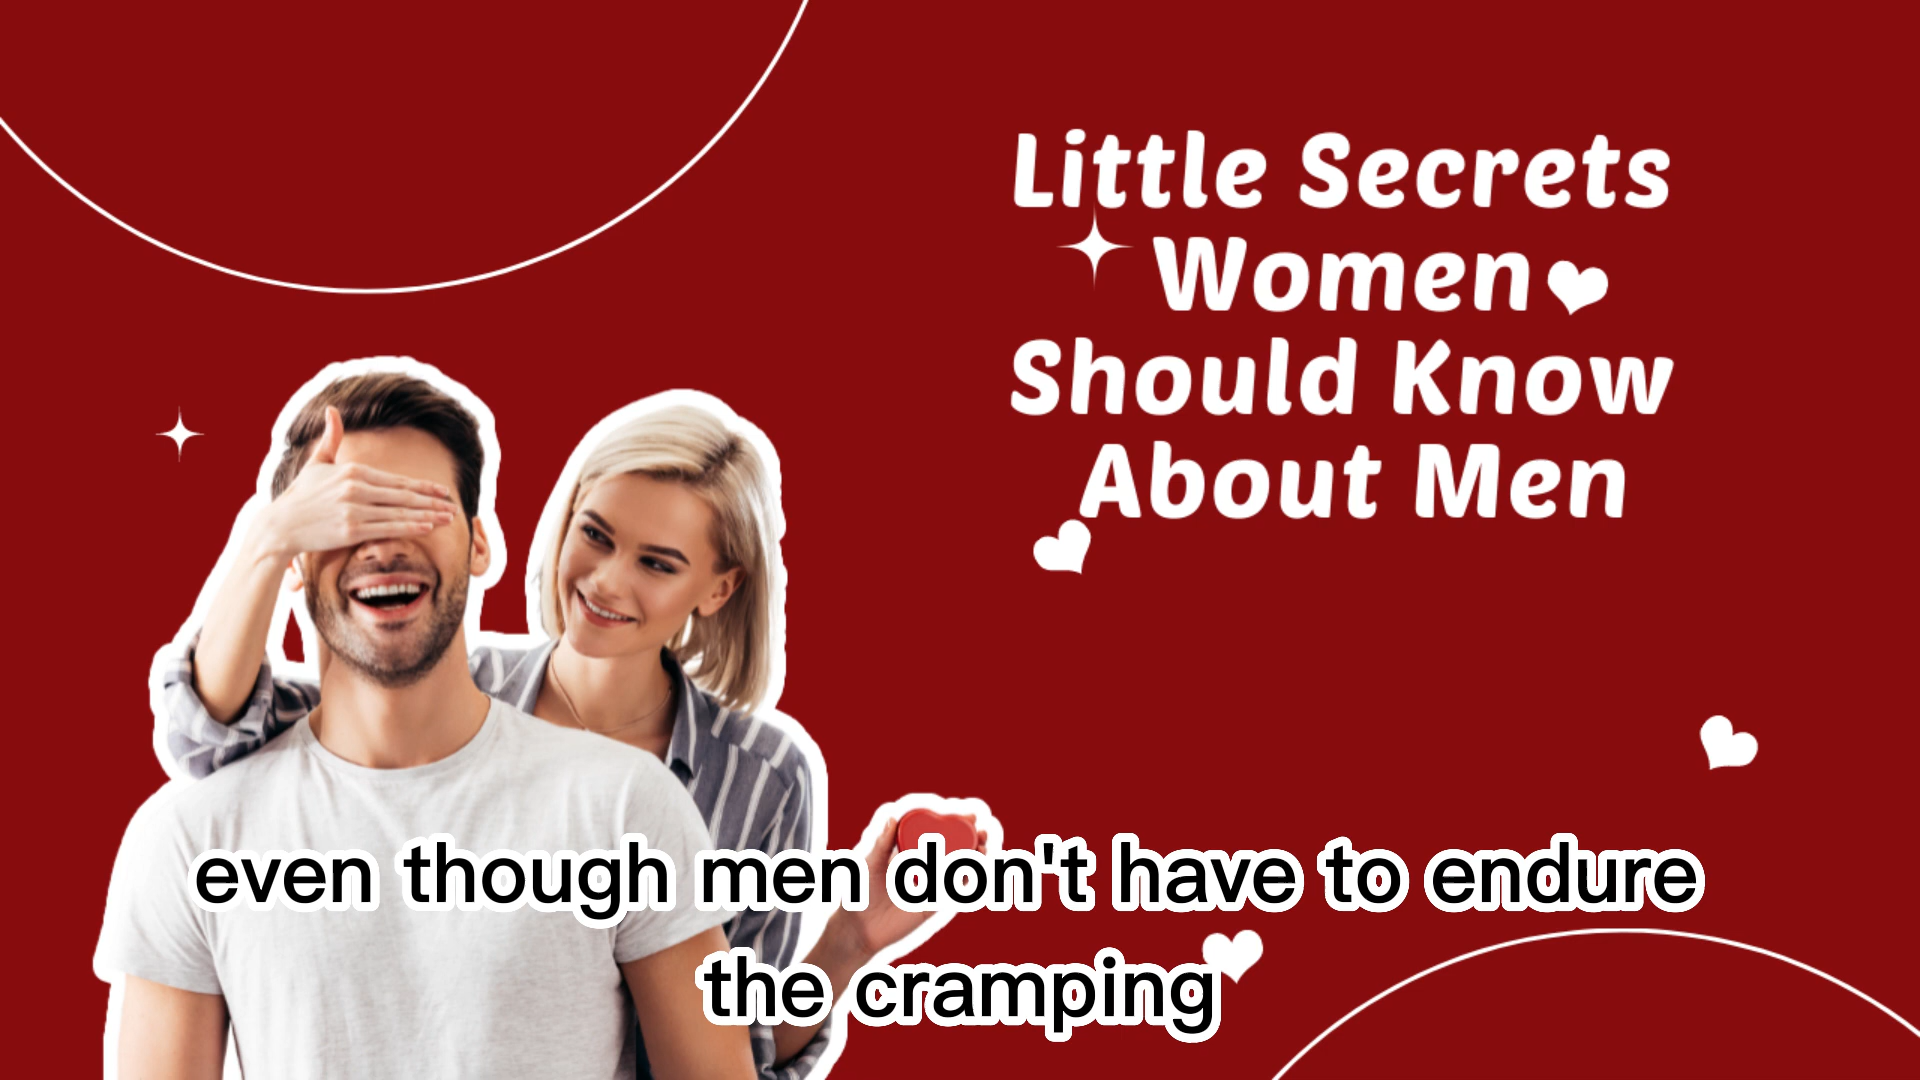 Little Secrets
Women
Should Know
About Men
even though men don't have to endure
the cramping